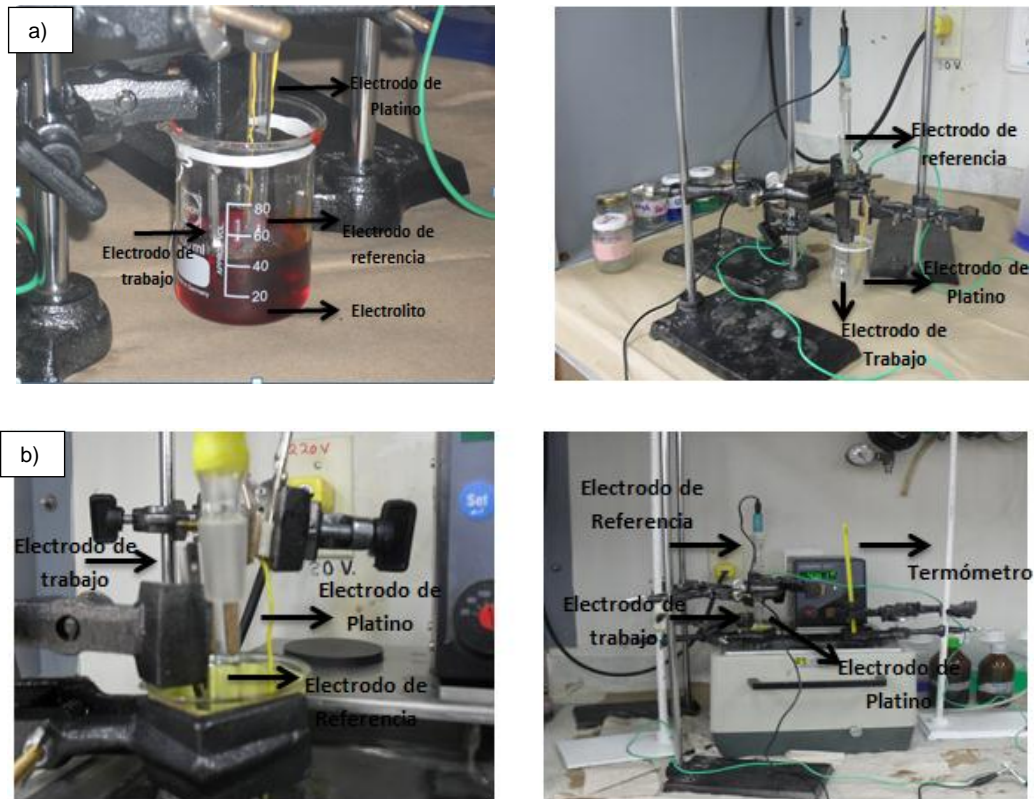 a)
Electrodo de
Platino
80
60
40
20
Electrodo de
trabajo
Electrodo de
referencia
Electrolito
Electrodo de
referencia
Electrodo de
Platino
Electrodo de
Trabajo
b)
220V
Set
Electrodo de
trabajo
20 V.
Electrodo de
Platino
Electrodo de
Referencia
Electrodo de
Referencia
Termómetro
Electrodo de
trabajo
Electrodo de
Platino